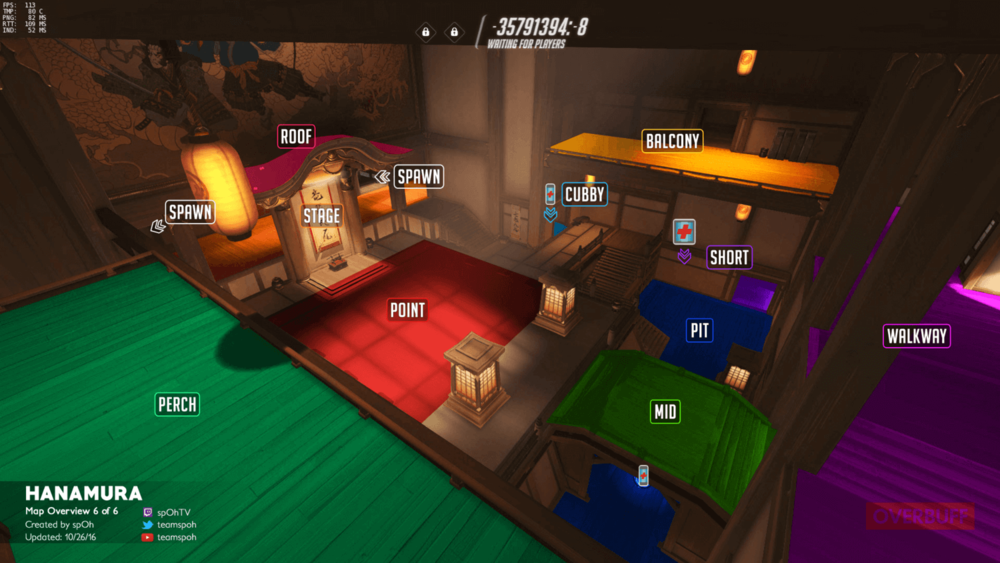 FPS: 113
TMP: 80 C
PNG: 82 MS
RTT: 109 MS
IND: 52 MS
-35791394:-8
WAITING FOR PLAYERS
ROOF
BALCONY
SPAWN
CUBBY
SPAWN
STAGE
SHORT
POINT
PIT
WALKWAY
PERCH
MID
HANAMURA
Map Overview 6 of 6
Created by spOh
Updated: 10/26/16
spOhTV
teamspoh
teamspoh
OVERBUFF